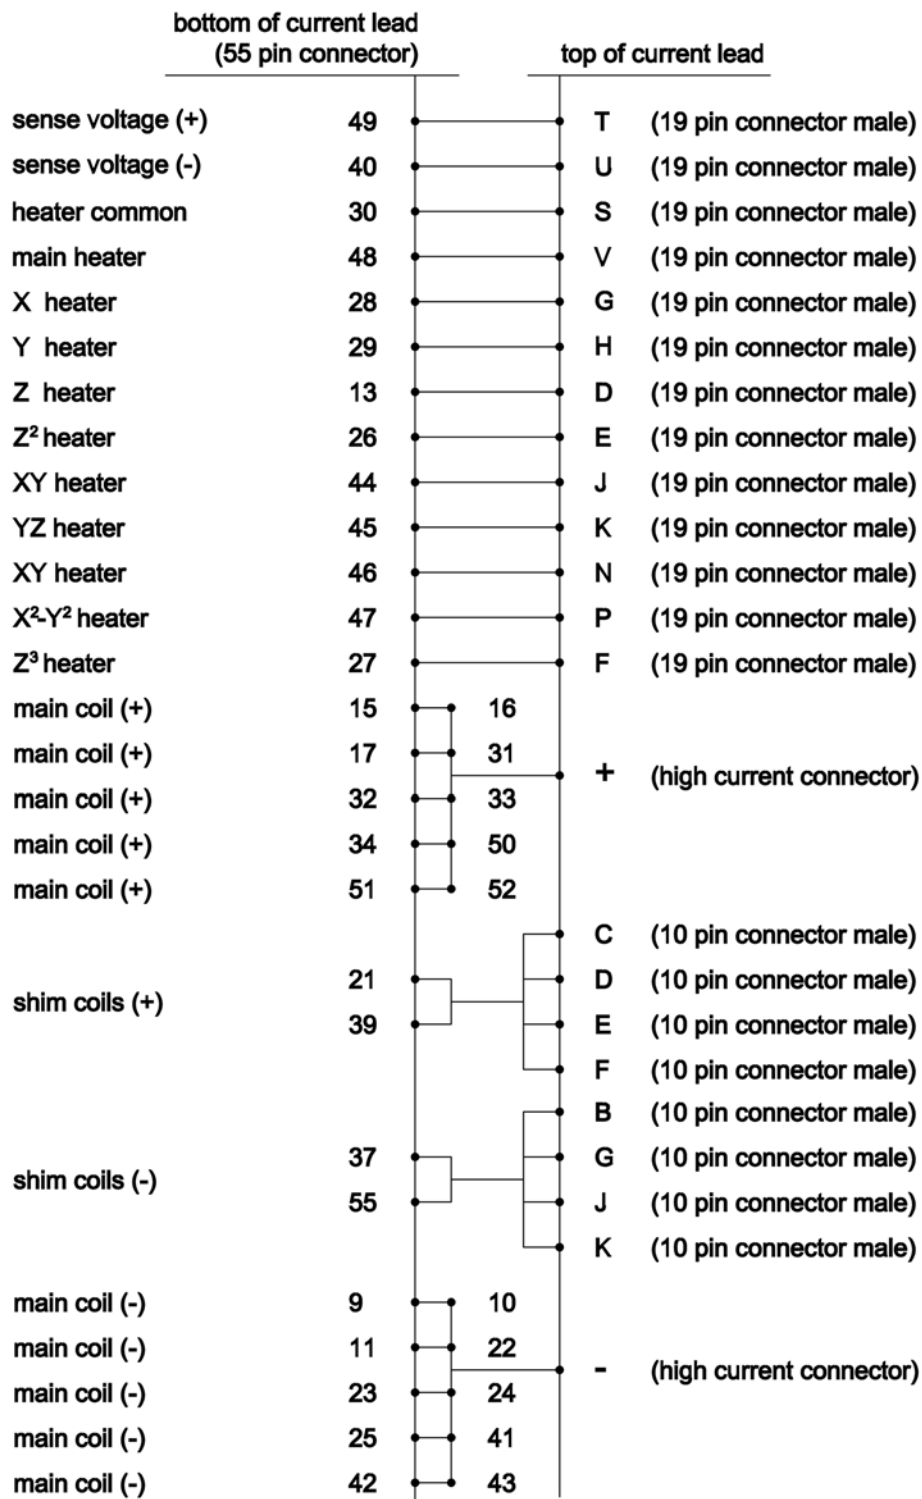 bottom of current lead
(55 pin connector)
top of current lead
sense voltage (+) 49 T (19 pin connector male)
sense voltage (-) 40 U (19 pin connector male)
heater common 30 S (19 pin connector male)
main heater 48 V (19 pin connector male)
X heater 28 G (19 pin connector male)
Y heater 29 H (19 pin connector male)
Z heater 13 D (19 pin connector male)
Z² heater 26 E (19 pin connector male)
XY heater 44 J (19 pin connector male)
YZ heater 45 K (19 pin connector male)
XY heater 46 N (19 pin connector male)
X²-Y² heater 47 P (19 pin connector male)
Z³ heater 27 F (19 pin connector male)
main coil (+) 15 16
main coil (+) 17 31
+ (high current connector)
main coil (+) 32 33
main coil (+) 34 50
main coil (+) 51 52
C (10 pin connector male)
21 D (10 pin connector male)
shim coils (+)
39 E (10 pin connector male)
F (10 pin connector male)
B (10 pin connector male)
37 G (10 pin connector male)
shim coils (-)
55 J (10 pin connector male)
K (10 pin connector male)
main coil (-) 9 10
main coil (-) 11 22
- (high current connector)
main coil (-) 23 24
main coil (-) 25 41
main coil (-) 42 43